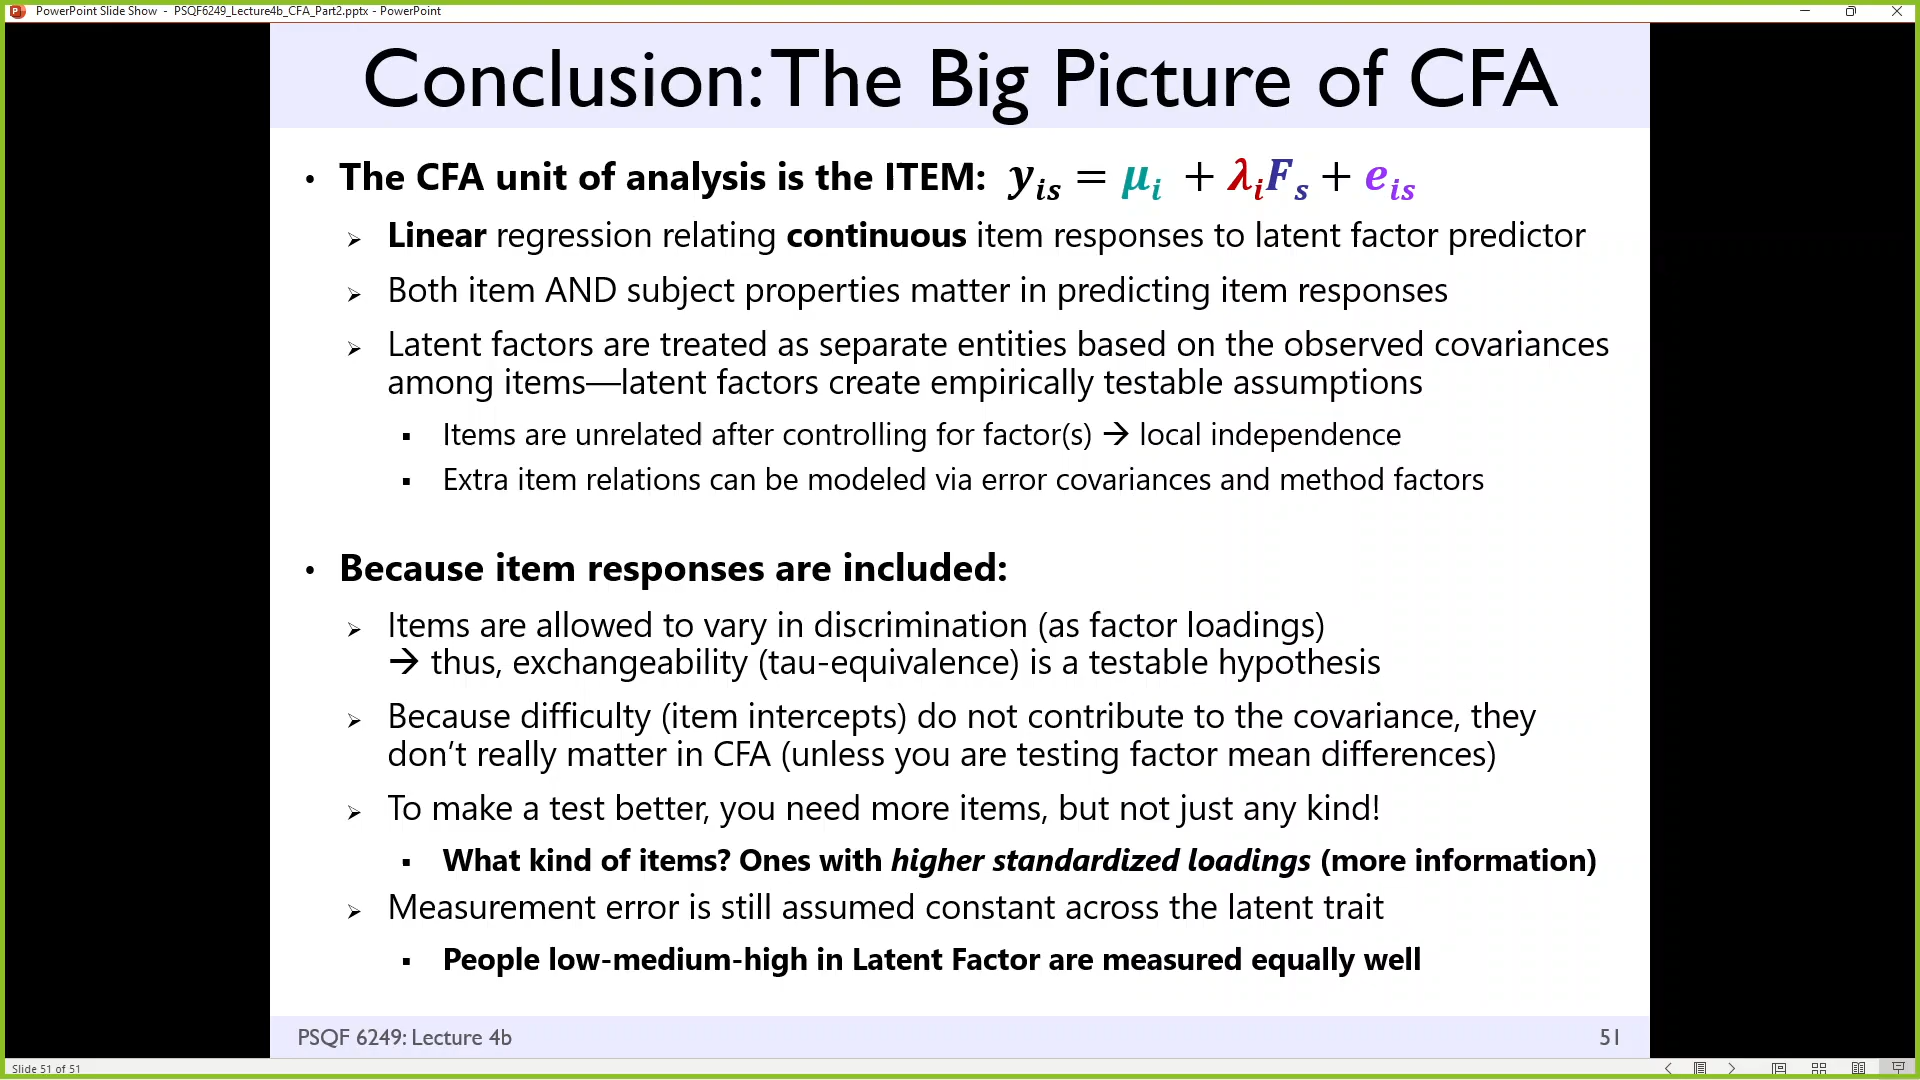 PowerPoint Slide Show - PSQF6249_Lecture4b_CFA_Part2.pptx - PowerPoint
Conclusion: The Big Picture of CFA
• The CFA unit of analysis is the ITEM: y_is = μ_i + λ_iF_s + e_is
➢ Linear regression relating continuous item responses to latent factor predictor
➢ Both item AND subject properties matter in predicting item responses
➢ Latent factors are treated as separate entities based on the observed covariances
among items—latent factors create empirically testable assumptions
▪ Items are unrelated after controlling for factor(s) → local independence
▪ Extra item relations can be modeled via error covariances and method factors
• Because item responses are included:
➢ Items are allowed to vary in discrimination (as factor loadings)
→ thus, exchangeability (tau-equivalence) is a testable hypothesis
➢ Because difficulty (item intercepts) do not contribute to the covariance, they
don't really matter in CFA (unless you are testing factor mean differences)
➢ To make a test better, you need more items, but not just any kind!
▪ What kind of items? Ones with higher standardized loadings (more information)
➢ Measurement error is still assumed constant across the latent trait
▪ People low-medium-high in Latent Factor are measured equally well
PSQF 6249: Lecture 4b
51
Slide 51 of 51